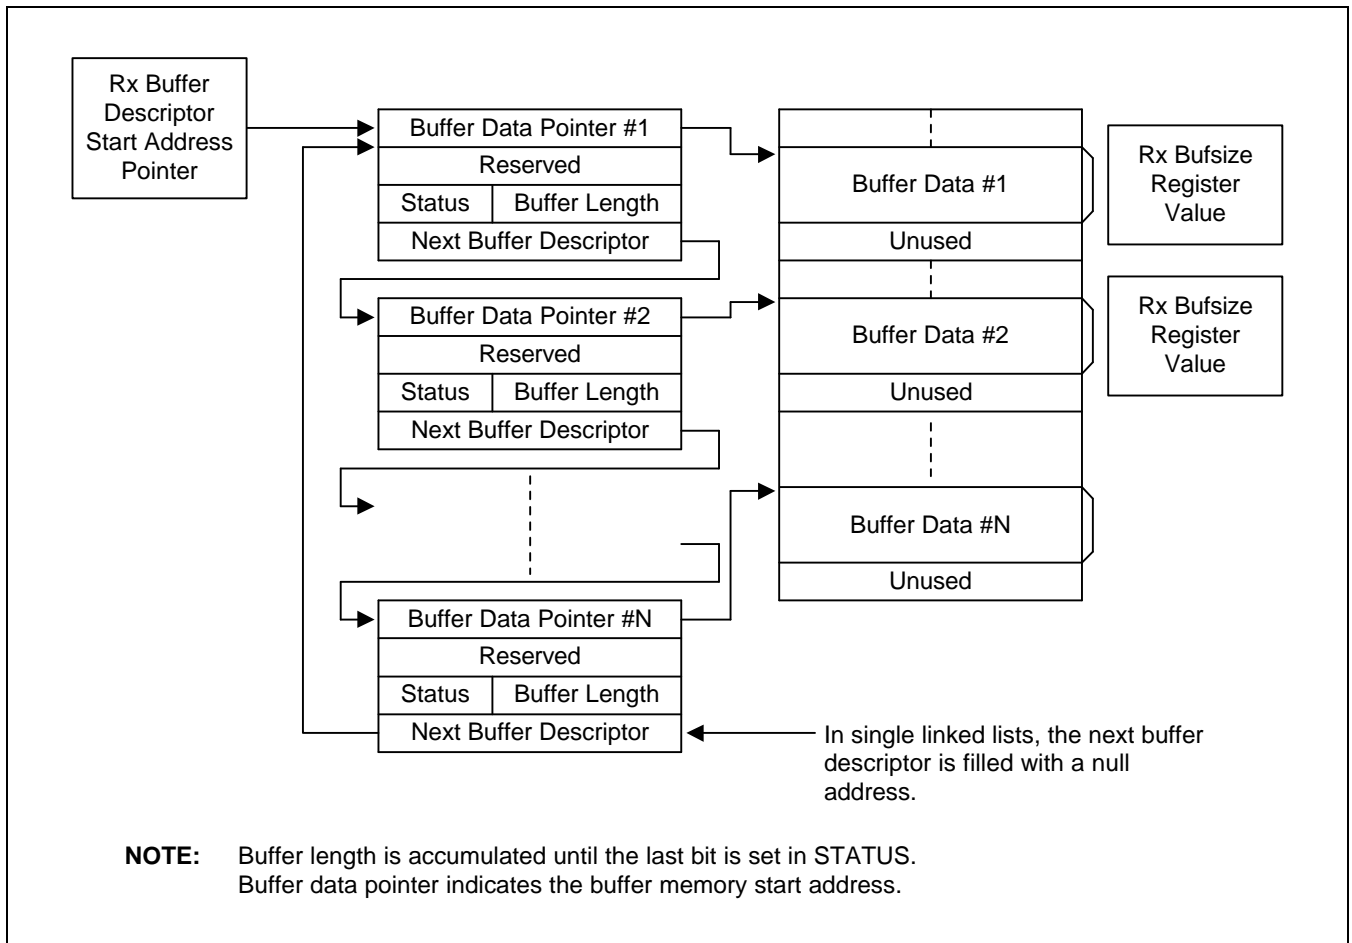 Rx Buffer
Descriptor
Start Address
Pointer
Buffer Data Pointer #1
Reserved
Status Buffer Length
Next Buffer Descriptor
Buffer Data Pointer #2
Reserved
Status Buffer Length
Next Buffer Descriptor
Buffer Data Pointer #N
Reserved
Status Buffer Length
Next Buffer Descriptor
Buffer Data #1
Unused
Buffer Data #2
Unused
Buffer Data #N
Unused
Rx Bufsize
Register
Value
Rx Bufsize
Register
Value
In single linked lists, the next buffer
descriptor is filled with a null
address.
NOTE: Buffer length is accumulated until the last bit is set in STATUS.
Buffer data pointer indicates the buffer memory start address.